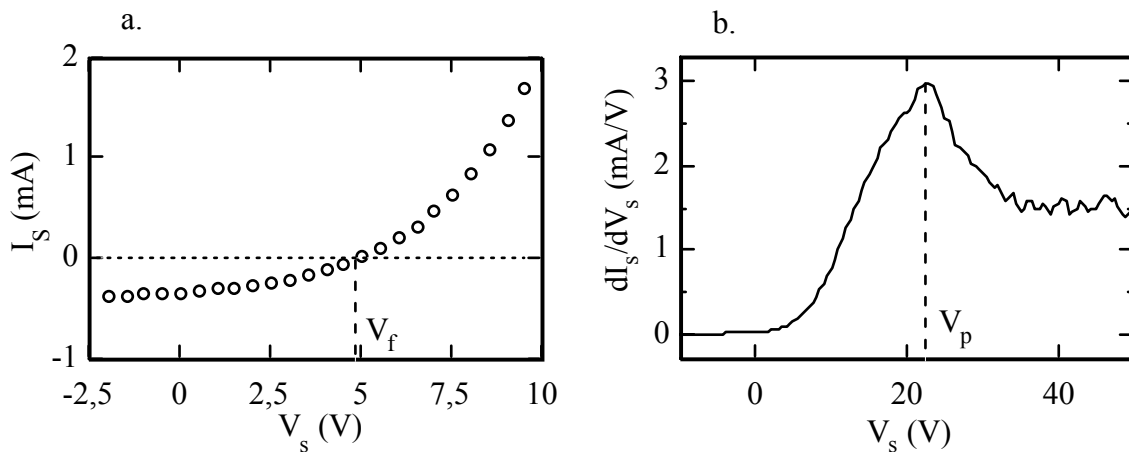 a.
2
1
0
-1
I_S (mA)
V_f
-2,5 0 2,5 5 7,5 10
V_s (V)
b.
3
2
1
0
dI_s/dV_s (mA/V)
V_p
0 20 40
V_s (V)